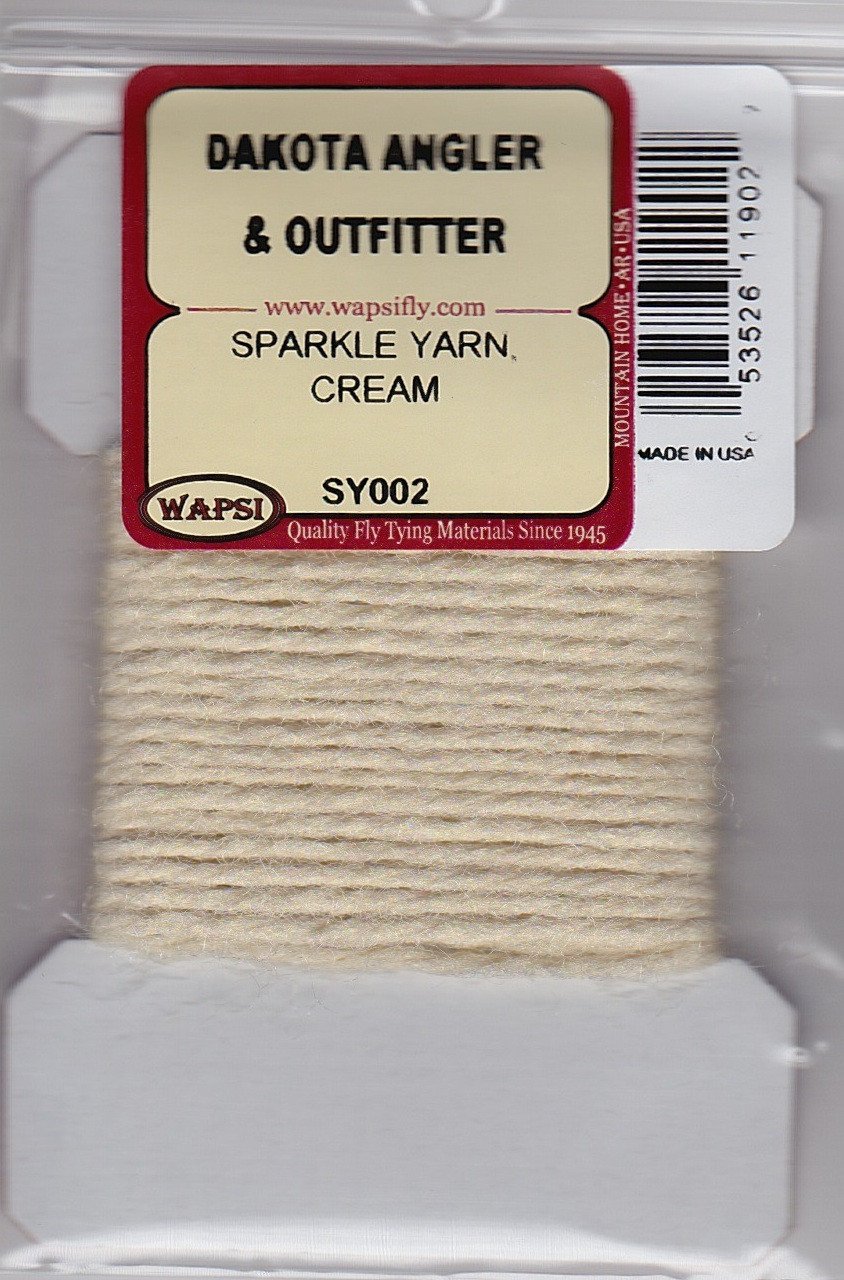 DAKOTA ANGLER
& OUTFITTER
www.wapsifly.com
SPARKLE YARN,
CREAM
SY002
WAPSI
Quality Fly Tying Materials Since 1945
MOUNTAIN HOME • AR • USA
53526 11902
MADE IN USA